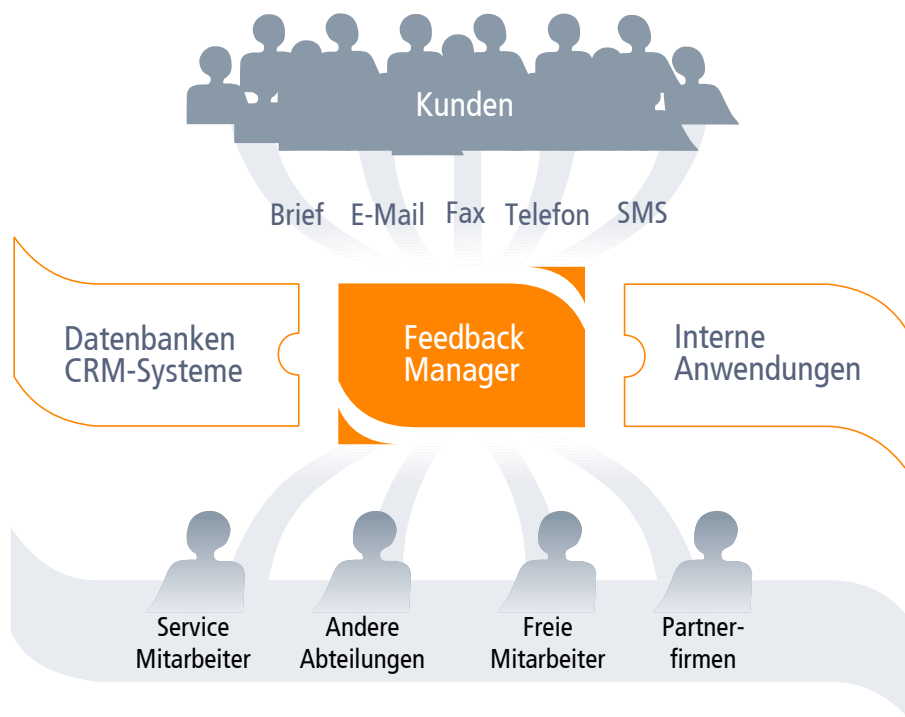 Kunden
Brief E-Mail Fax Telefon SMS
Datenbanken
CRM-Systeme
Feedback
Manager
Interne
Anwendungen
Service
Mitarbeiter
Andere
Abteilungen
Freie
Mitarbeiter
Partner-
firmen